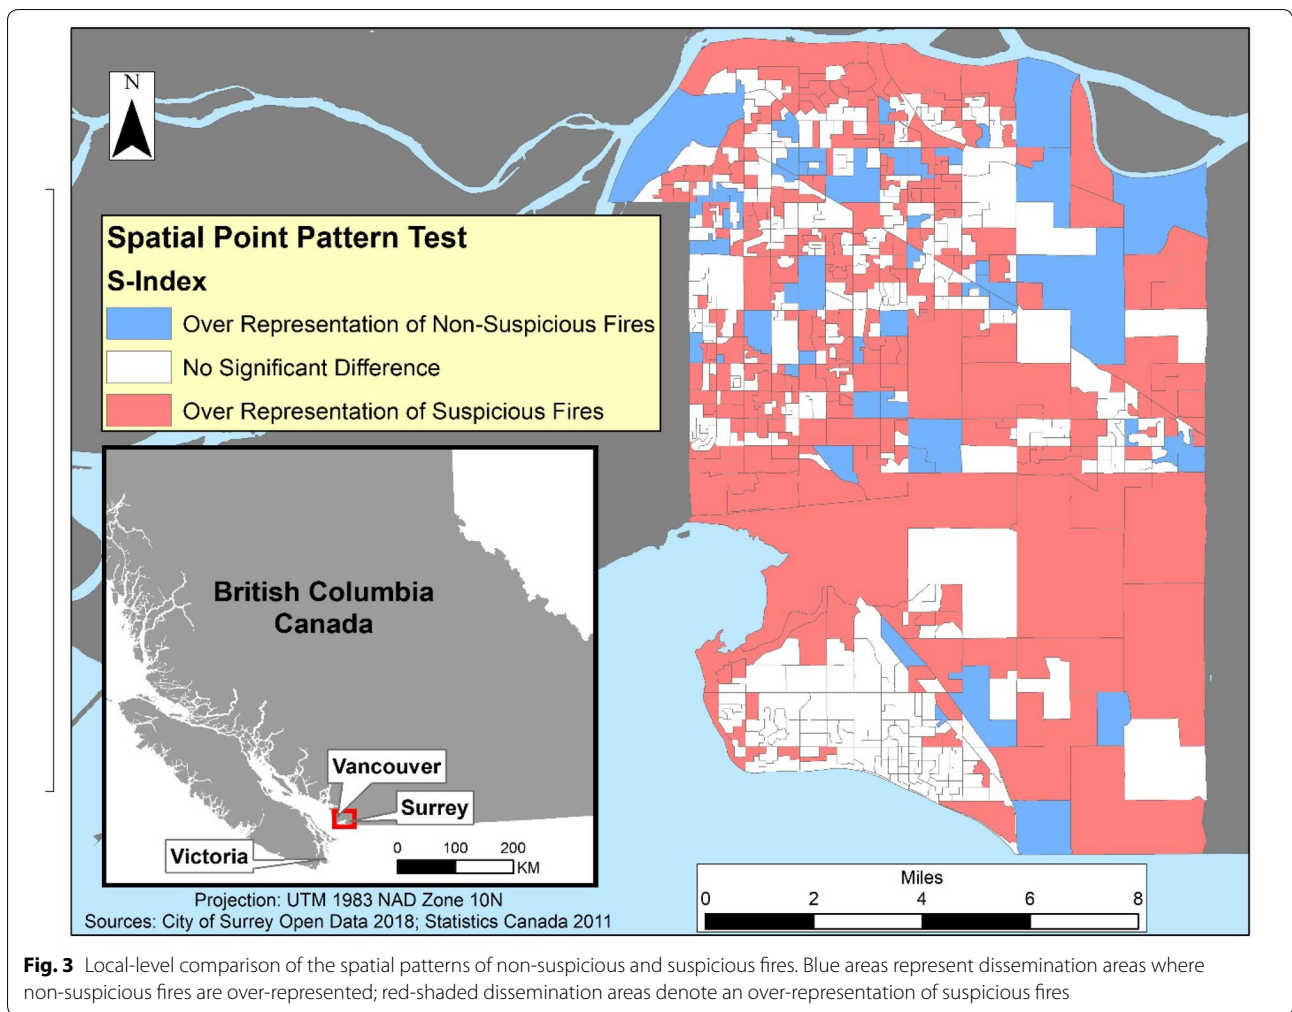 N
Spatial Point Pattern Test
S-Index
Over Representation of Non-Suspicious Fires
No Significant Difference
Over Representation of Suspicious Fires
British Columbia
Canada
Vancouver
Surrey
Victoria
0 100 200
KM
Projection: UTM 1983 NAD Zone 10N
Sources: City of Surrey Open Data 2018; Statistics Canada 2011
Miles
0 2 4 6 8
Fig. 3 Local-level comparison of the spatial patterns of non-suspicious and suspicious fires. Blue areas represent dissemination areas where
non-suspicious fires are over-represented; red-shaded dissemination areas denote an over-representation of suspicious fires